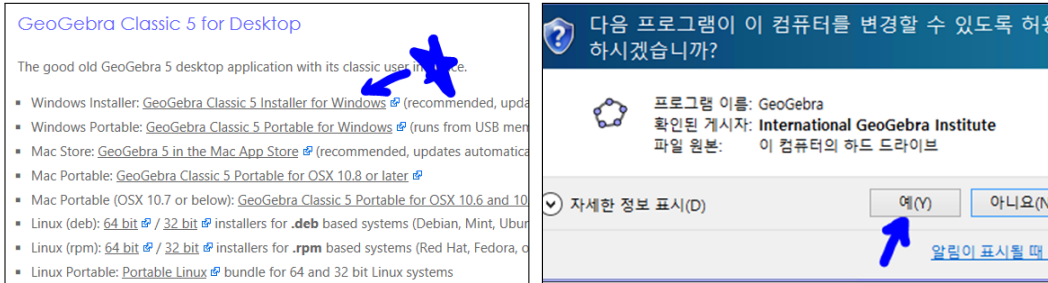 GeoGebra Classic 5 for Desktop
The good old GeoGebra 5 desktop application with its classic user
Windows Installer: GeoGebra Classic 5 Installer for Windows (recommended, upda
Windows Portable: GeoGebra Classic 5 Portable for Windows (runs from USB men
Mac Store: GeoGebra 5 in the Mac App Store (recommended, updates automatica
Mac Portable: GeoGebra Classic 5 Portable for OSX 10.8 or later
Mac Portable (OSX 10.7 or below): GeoGebra Classic 5 Portable for OSX 10.6 and 10
Linux (deb): 64 bit / 32 bit installers for .deb based systems (Debian, Mint, Ubun
Linux (rpm): 64 bit / 32 bit installers for .rpm based systems (Red Hat, Fedora, o
Linux Portable: Portable Linux bundle for 64 and 32 bit Linux systems
다음 프로그램이 이 컴퓨터를 변경할 수 있도록 허용
하시겠습니까?
프로그램 이름: GeoGebra
확인된 게시자: International GeoGebra Institute
파일 원본: 이 컴퓨터의 하드 드라이브
자세한 정보 표시(D)
예(Y)
아니요(N
알림이 표시될 때